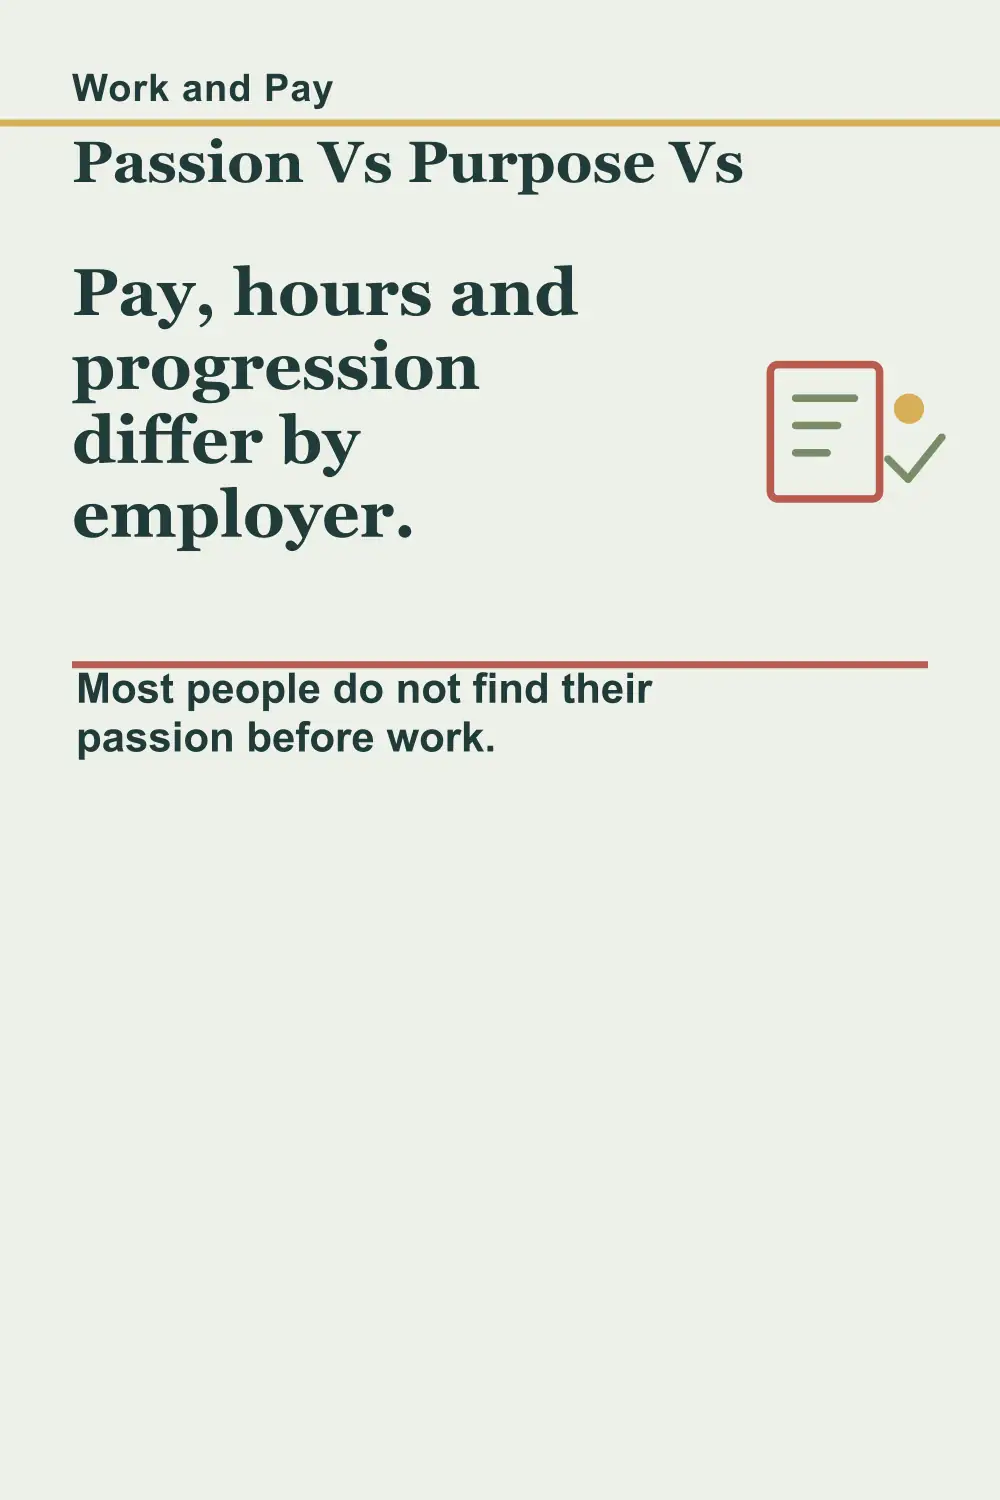 Work and Pay
Passion Vs Purpose Vs
Pay, hours and
progression
differ by
employer.
Most people do not find their
passion before work.